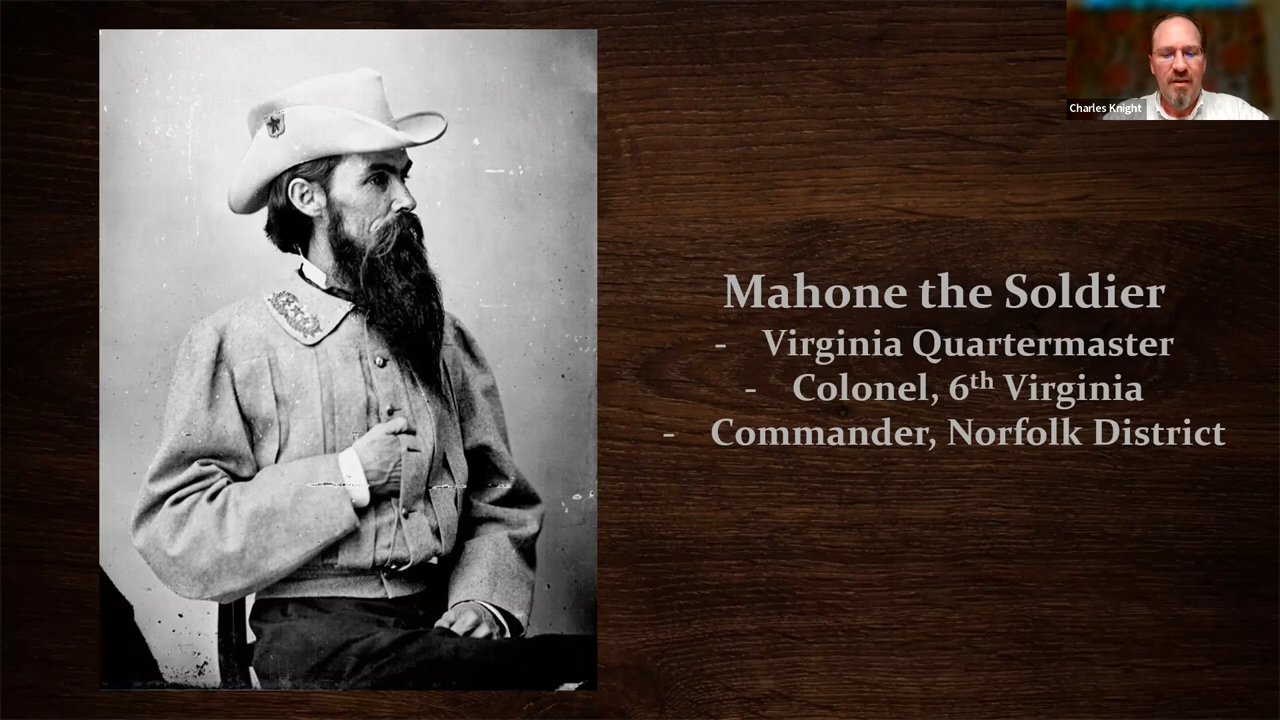 Charles Knight
Mahone the Soldier
- Virginia Quartermaster
- Colonel, 6th Virginia
- Commander, Norfolk District